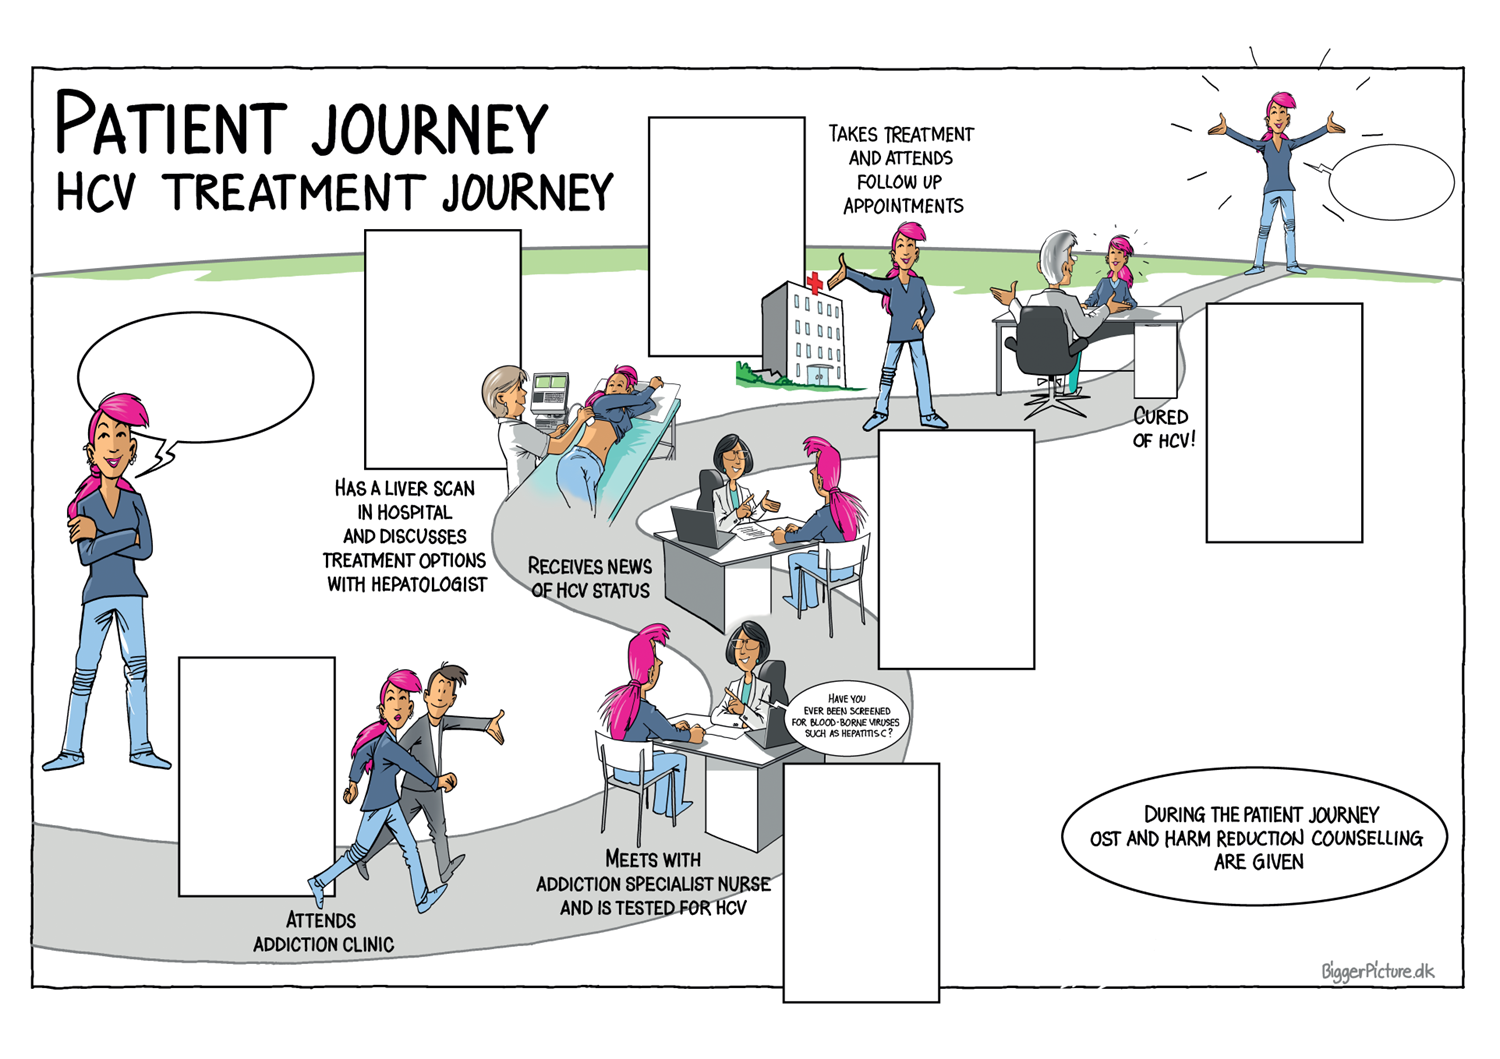 PATIENT JOURNEY
HCV TREATMENT JOURNEY
TAKES TREATMENT
AND ATTENDS
FOLLOW UP
APPOINTMENTS
CURED
OF HCV!
HAS A LIVER SCAN
IN HOSPITAL
AND DISCUSSES
TREATMENT OPTIONS
WITH HEPATOLOGIST
RECEIVES NEWS
OF HCV STATUS
HAVE YOU
EVER BEEN SCREENED
FOR BLOOD-BORNE VIRUSES
SUCH AS HEPATITIS C?
MEETS WITH
ADDICTION SPECIALIST NURSE
AND IS TESTED FOR HCV
ATTENDS
ADDICTION CLINIC
DURING THE PATIENT JOURNEY
OST AND HARM REDUCTION COUNSELLING
ARE GIVEN
BiggerPicture.dk